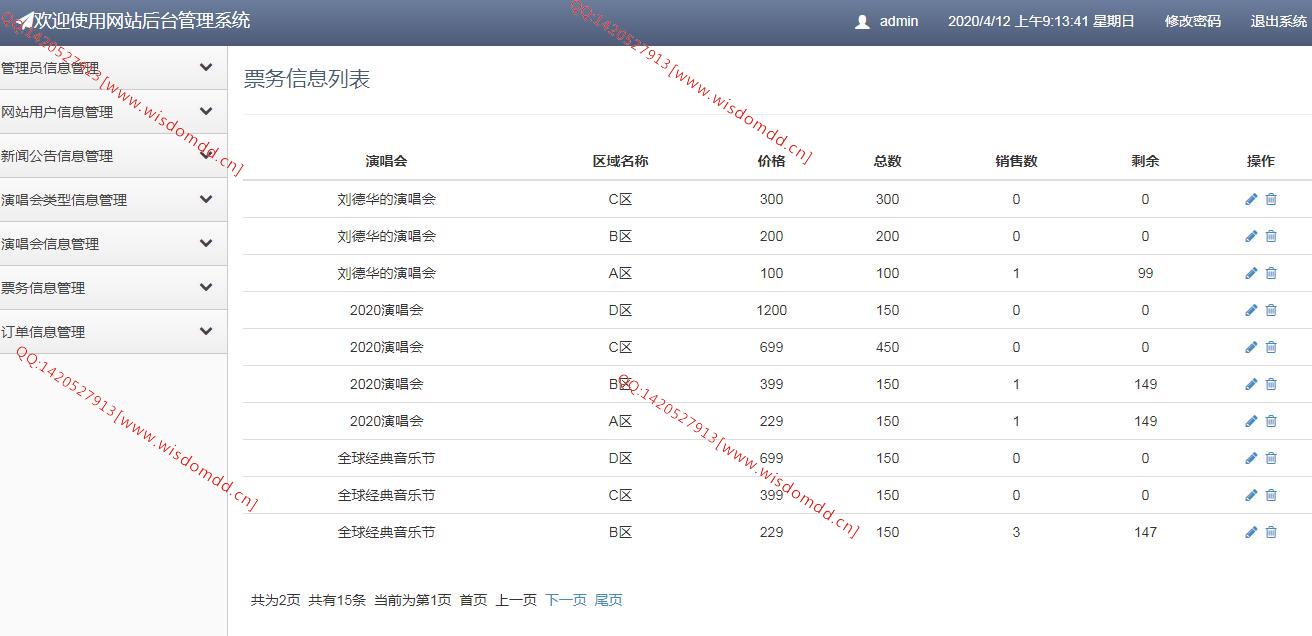 欢迎使用网站后台管理系统 admin 2020/4/12 上午9:13:41 星期日 修改密码 退出系统
管理员信息管理
网站用户信息管理
新闻公告信息管理
演唱会类型信息管理
演唱会信息管理
票务信息管理
订单信息管理
票务信息列表
演唱会 区域名称 价格 总数 销售数 剩余 操作
刘德华的演唱会 C区 300 300 0 0
刘德华的演唱会 B区 200 200 0 0
刘德华的演唱会 A区 100 100 1 99
2020演唱会 D区 1200 150 0 0
2020演唱会 C区 699 450 0 0
2020演唱会 B区 399 150 1 149
2020演唱会 A区 229 150 1 149
全球经典音乐节 D区 699 150 0 0
全球经典音乐节 C区 399 150 0 0
全球经典音乐节 B区 229 150 3 147
共为2页 共有15条 当前为第1页 首页 上一页 下一页 尾页
QQ:1420527913[www.wisdomdd.cn]
QQ:1420527913[www.wisdomdd.cn]
QQ:1420527913[www.wisdomdd.cn]
QQ:1420527913[www.wisdomdd.cn]